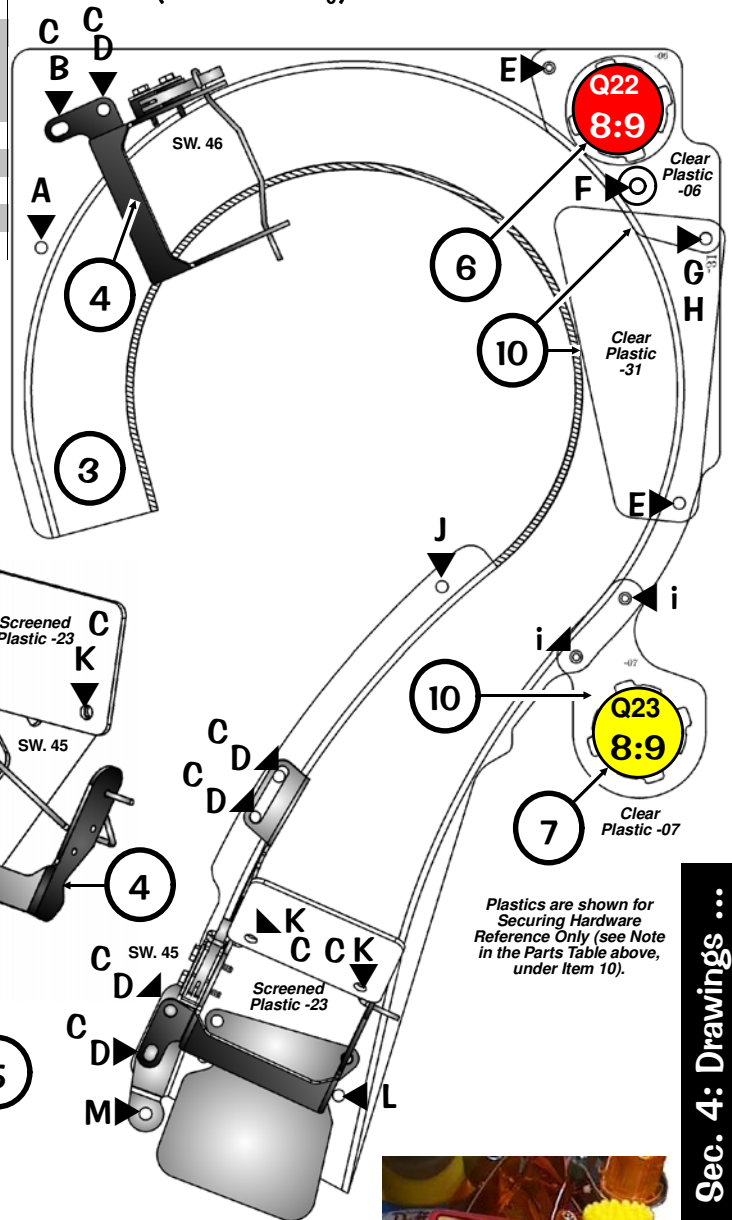 C
C
B
D
E
-06
Q22
8:9
SW. 46
Clear
Plastic
-06
F
A
6
4
G
H
-31
10
Clear
Plastic
-31
3
E
J
Screened
Plastic -23
C
K
i
i
-07
10
Q23
8:9
SW. 45
C
D
C
D
7
Clear
Plastic -07
4
K
C
C
K
Plastics are shown for
Securing Hardware
Reference Only (see Note
in the Parts Table above,
under Item 10).
SW. 45
C
D
Screened
Plastic -23
C
D
5
M
L
Sec. 4: Drawings ...